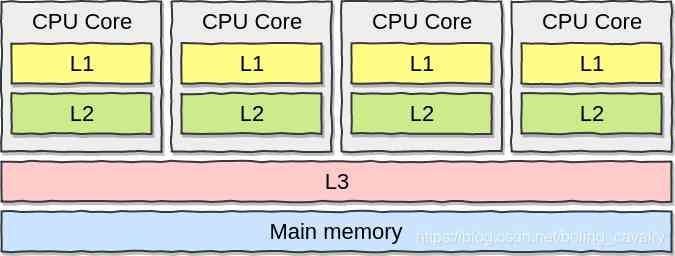 CPU Core CPU Core CPU Core CPU Core
L1 L1 L1 L1
L2 L2 L2 L2
L3
Main memory
https://blog.csdn.net/boling_cavalry